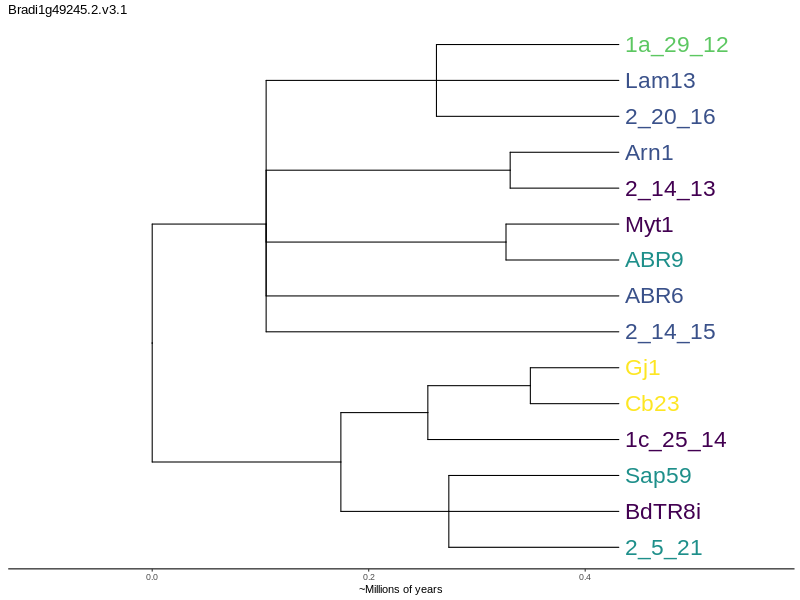 Bradi1g49245.2.v3.1
1a_29_12
Lam13
2_20_16
Arn1
2_14_13
Myt1
ABR9
ABR6
2_14_15
Gj1
Cb23
1c_25_14
Sap59
BdTR8i
2_5_21
0.0 0.2 0.4
~Millions of years